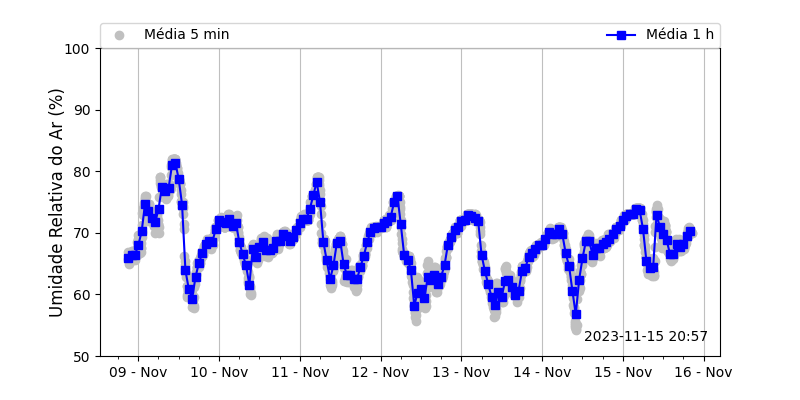 Média 5 min
Média 1 h
Umidade Relativa do Ar (%)
100
90
80
70
60
50
2023-11-15 20:57
09 - Nov
10 - Nov
11 - Nov
12 - Nov
13 - Nov
14 - Nov
15 - Nov
16 - Nov